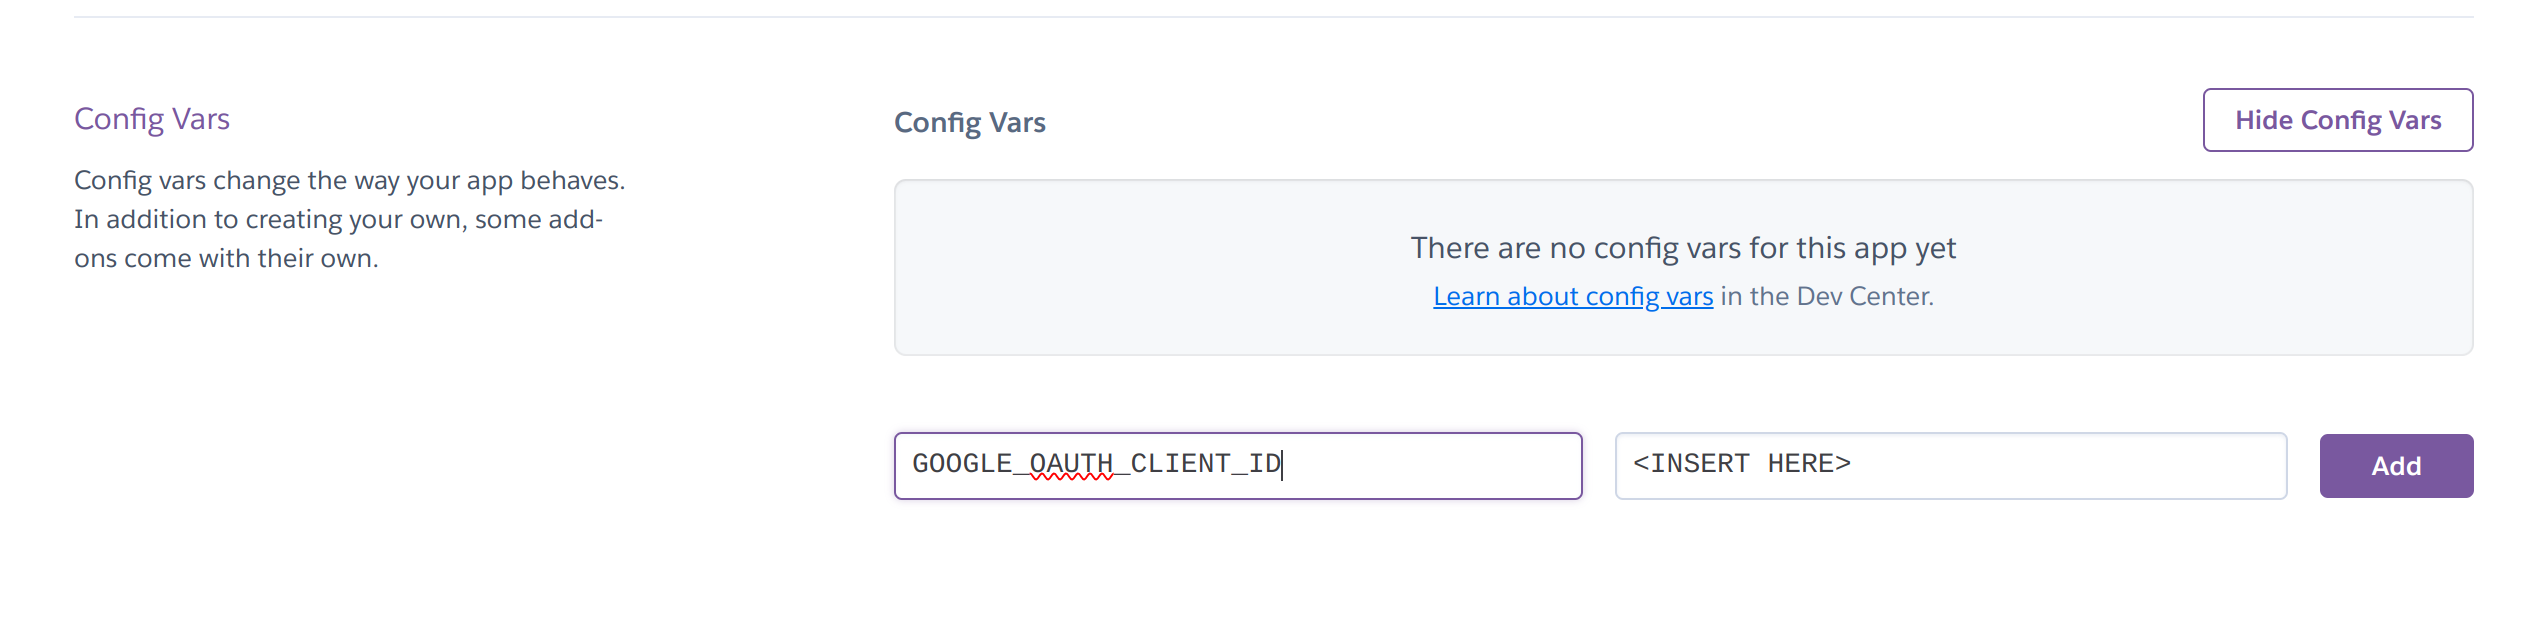 Config Vars
Config vars change the way your app behaves.
In addition to creating your own, some add-
ons come with their own.
Config Vars
Hide Config Vars
There are no config vars for this app yet
Learn about config vars in the Dev Center.
GOOGLE_OAUTH_CLIENT_ID
<INSERT HERE>
Add